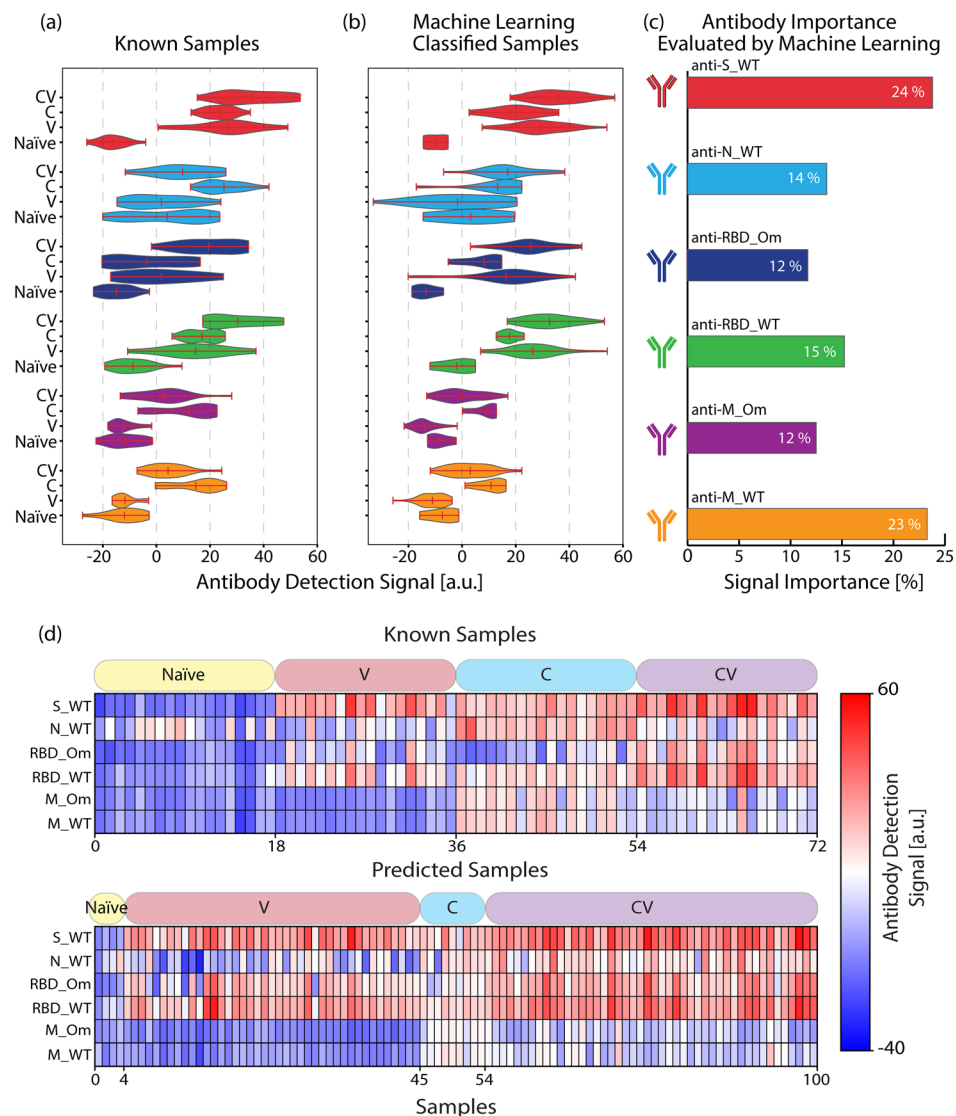 (a)
Known Samples
(b)
Machine Learning
Classified Samples
(c)
Antibody Importance
Evaluated by Machine Learning
CV
C
V
Naïve
CV
C
V
Naïve
CV
C
V
Naïve
CV
C
V
Naïve
CV
C
V
Naïve
CV
C
V
Naïve
-20 0 20 40 60
-20 0 20 40 60
Antibody Detection Signal [a.u.]
anti-S_WT
24 %
anti-N_WT
14 %
anti-RBD_Om
12 %
anti-RBD_WT
15 %
anti-M_Om
12 %
anti-M_WT
23 %
0 5 10 15 20 25
Signal Importance [%]
(d)
Known Samples
Naïve V C CV
S_WT
N_WT
RBD_Om
RBD_WT
M_Om
M_WT
0 18 36 54 72
Predicted Samples
Naïve V C CV
S_WT
N_WT
RBD_Om
RBD_WT
M_Om
M_WT
0 4 45 54 100
Samples
60
-40
Antibody Detection
Signal [a.u.]